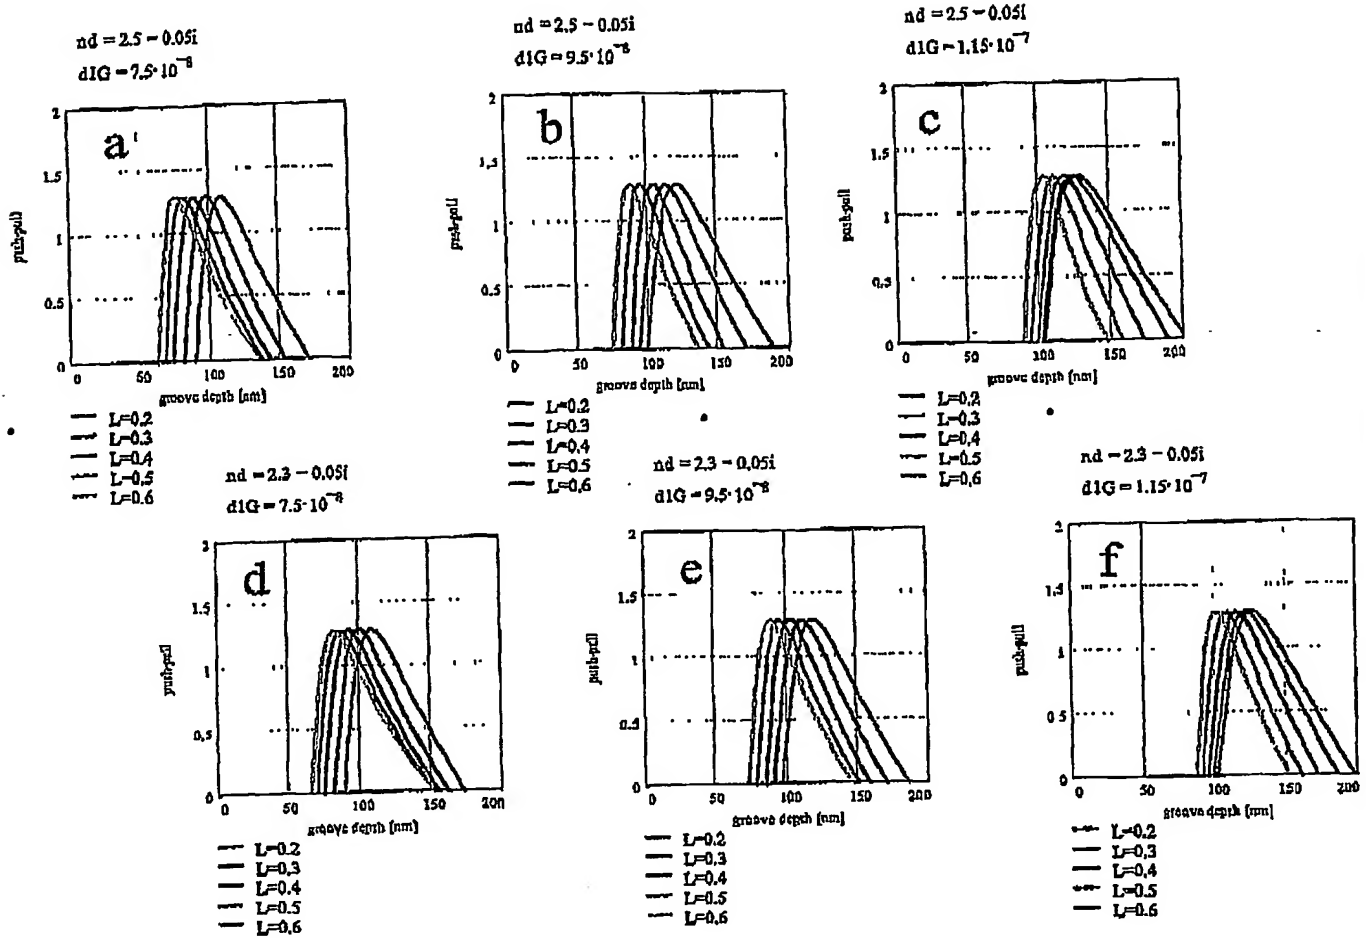 nd = 2.5 − 0.05i
d1G = 7.5·10⁻⁸
a
2
1.5
1
0.5
0
push-pull
0 50 100 150 200
groove depth [nm]
L=0.2
L=0.3
L=0.4
L=0.5
L=0.6
nd = 2.5 − 0.05i
d1G = 9.5·10⁻⁸
b
2
1.5
1
0.5
0
push-pull
0 50 100 150 200
groove depth [nm]
L=0.2
L=0.3
L=0.4
L=0.5
L=0.6
nd = 2.5 − 0.05i
d1G = 1.15·10⁻⁷
c
2
1.5
1
0.5
0
push-pull
0 50 100 150 200
groove depth [nm]
L=0.2
L=0.3
L=0.4
L=0.5
L=0.6
nd = 2.3 − 0.05i
d1G = 7.5·10⁻⁸
d
2
1.5
1
0.5
0
push-pull
0 50 100 150 200
groove depth [nm]
L=0.2
L=0.3
L=0.4
L=0.5
L=0.6
nd = 2.3 − 0.05i
d1G = 9.5·10⁻⁸
e
2
1.5
1
0.5
0
push-pull
0 50 100 150 200
groove depth [nm]
L=0.2
L=0.3
L=0.4
L=0.5
L=0.6
nd = 2.3 − 0.05i
d1G = 1.15·10⁻⁷
f
2
1.5
1
0.5
0
push-pull
0 50 100 150 200
groove depth [nm]
L=0.2
L=0.3
L=0.4
L=0.5
L=0.6